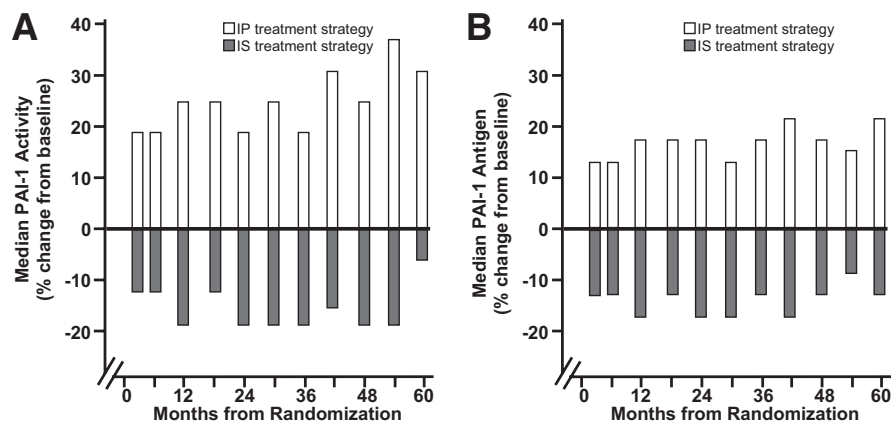 A
IP treatment strategy
IS treatment strategy
Median PAI-1 Activity
(% change from baseline)
40
30
20
10
0
-10
-20
0 12 24 36 48 60
Months from Randomization
B
IP treatment strategy
IS treatment strategy
Median PAI-1 Antigen
(% change from baseline)
40
30
20
10
0
-10
-20
0 12 24 36 48 60
Months from Randomization